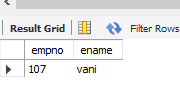 Result Grid Filter Rows
empno ename
107 vani